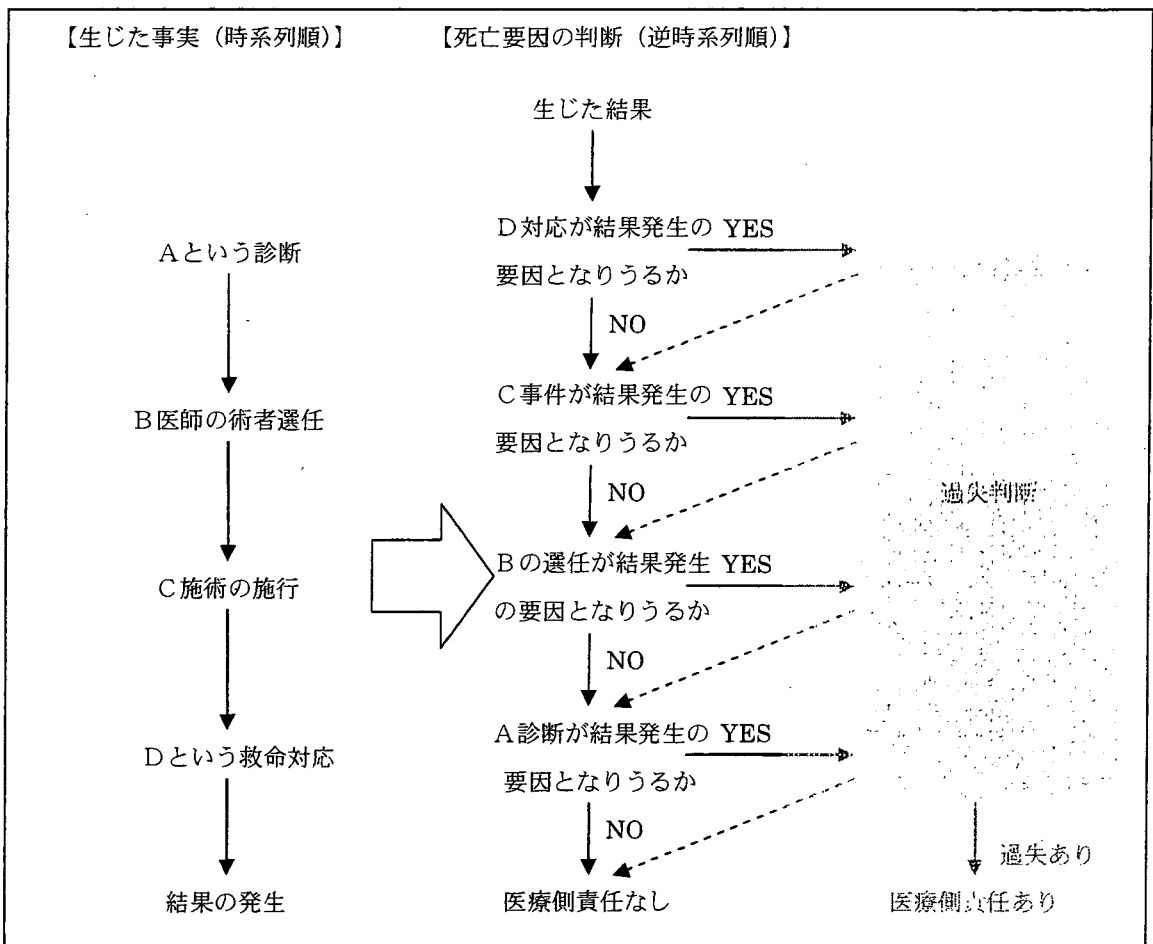 【生じた事実（時系列順）】
Aという診断
B医師の術者選任
C施術の施行
Dという救命対応
結果の発生
【死亡要因の判断（逆時系列順）】
生じた結果
D対応が結果発生の YES
要因となりうるか
NO
C事件が結果発生の YES
要因となりうるか
NO
Bの選任が結果発生 YES
の要因となりうるか
NO
A診断が結果発生の YES
要因となりうるか
NO
医療側責任なし
過失判断
過失あり
医療側責任あり